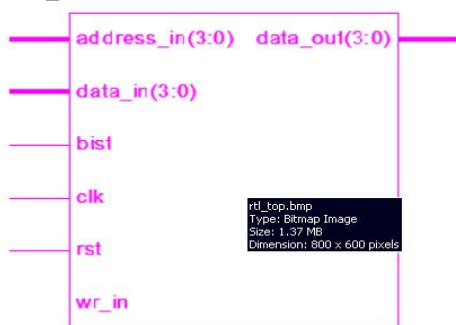 address_in(3:0) data_out(3:0)
data_in(3:0)
bist
clk
rst
wr_in
rtl_top.bmp
Type: Bitmap Image
Size: 1.37 MB
Dimension: 800 x 600 pixels